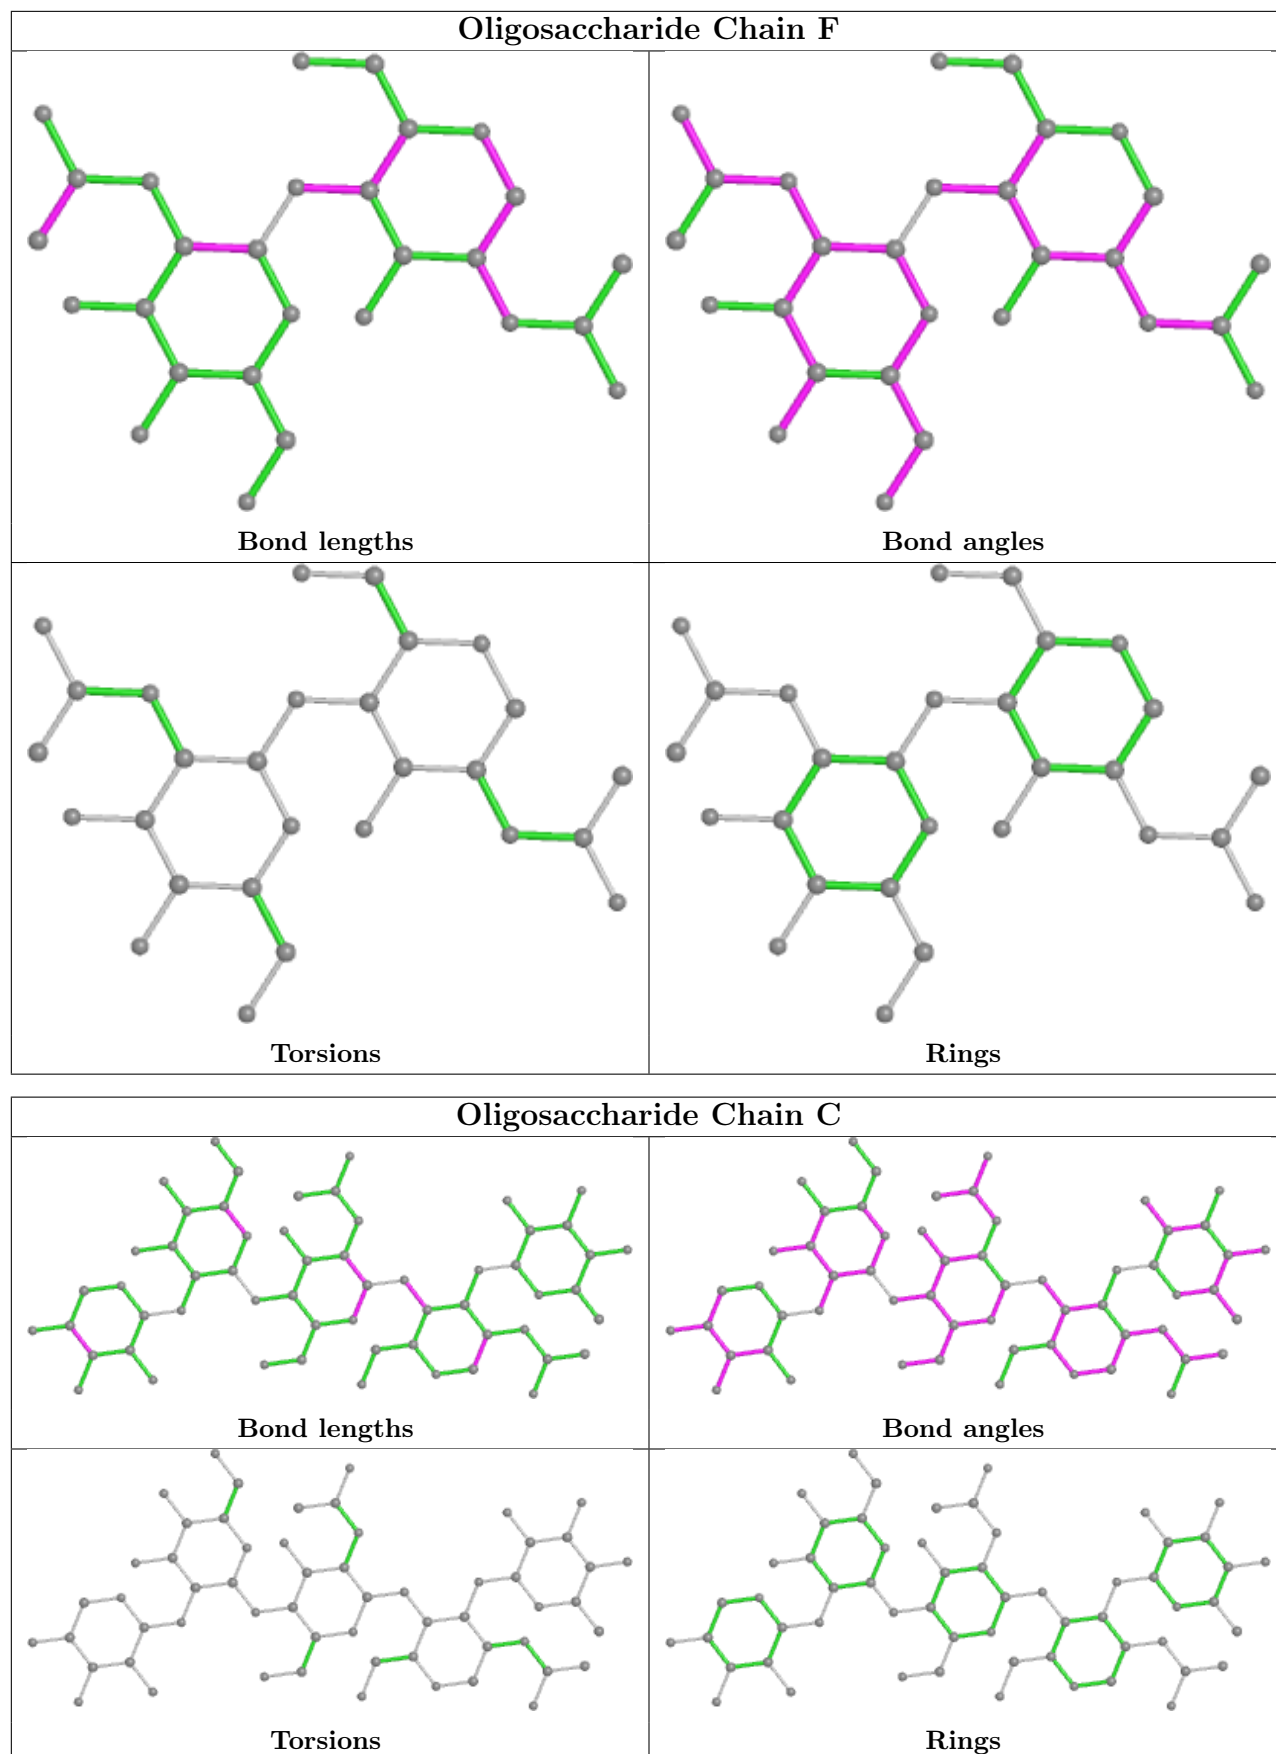 Oligosaccharide Chain F
Bond lengths
Bond angles
Torsions
Rings
Oligosaccharide Chain C
Bond lengths
Bond angles
Torsions
Rings